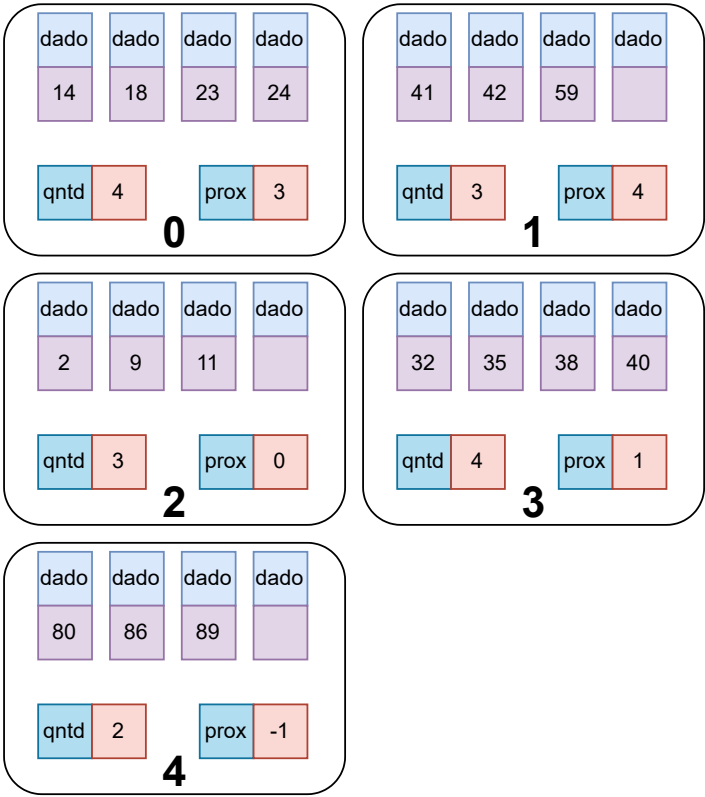 dado dado dado dado
14 18 23 24
qntd 4 prox 3
0
dado dado dado dado
41 42 59
qntd 3 prox 4
1
dado dado dado dado
2 9 11
qntd 3 prox 0
2
dado dado dado dado
32 35 38 40
qntd 4 prox 1
3
dado dado dado dado
80 86 89
qntd 2 prox -1
4